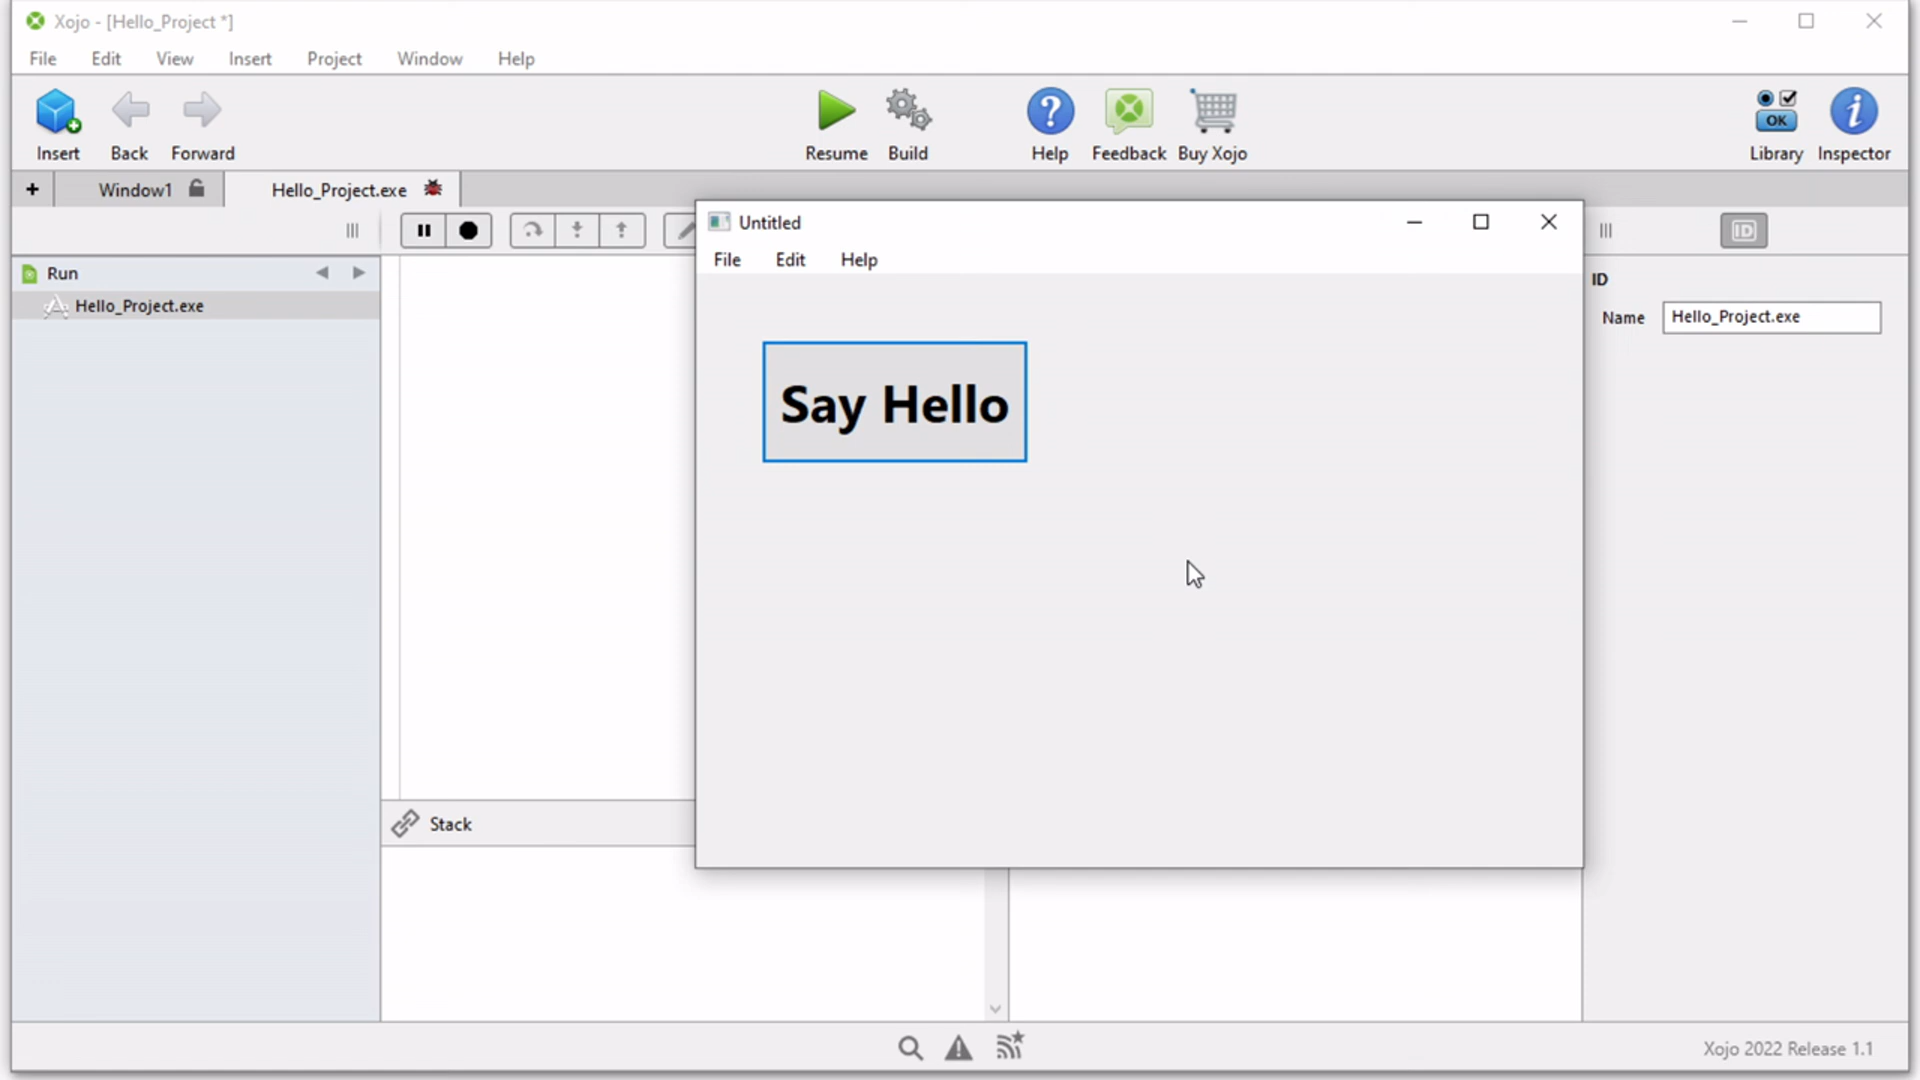 Xojo - [Hello_Project *]
File Edit View Insert Project Window Help
Insert Back Forward Resume Build Help Feedback Buy Xojo OK Library Inspector
+ Window1 Hello_Project.exe
Untitled
File Edit Help
ID
Run
Hello_Project.exe
ID
Name Hello_Project.exe
Say Hello
Stack
Xojo 2022 Release 1.1